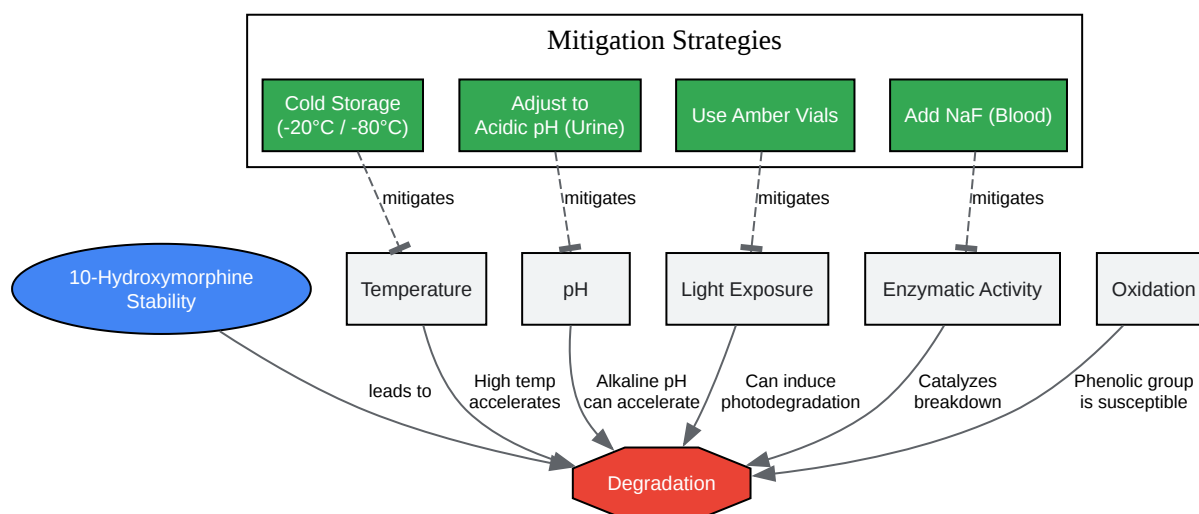 Mitigation Strategies
Cold Storage
(-20°C / -80°C)
Adjust to
Acidic pH (Urine)
Use Amber Vials
Add NaF (Blood)
mitigates
mitigates
mitigates
mitigates
10-Hydroxymorphine
Stability
Temperature
pH
Light Exposure
Enzymatic Activity
Oxidation
leads to
High temp
accelerates
Alkaline pH
can accelerate
Can induce
photodegradation
Catalyzes
breakdown
Phenolic group
is susceptible
Degradation